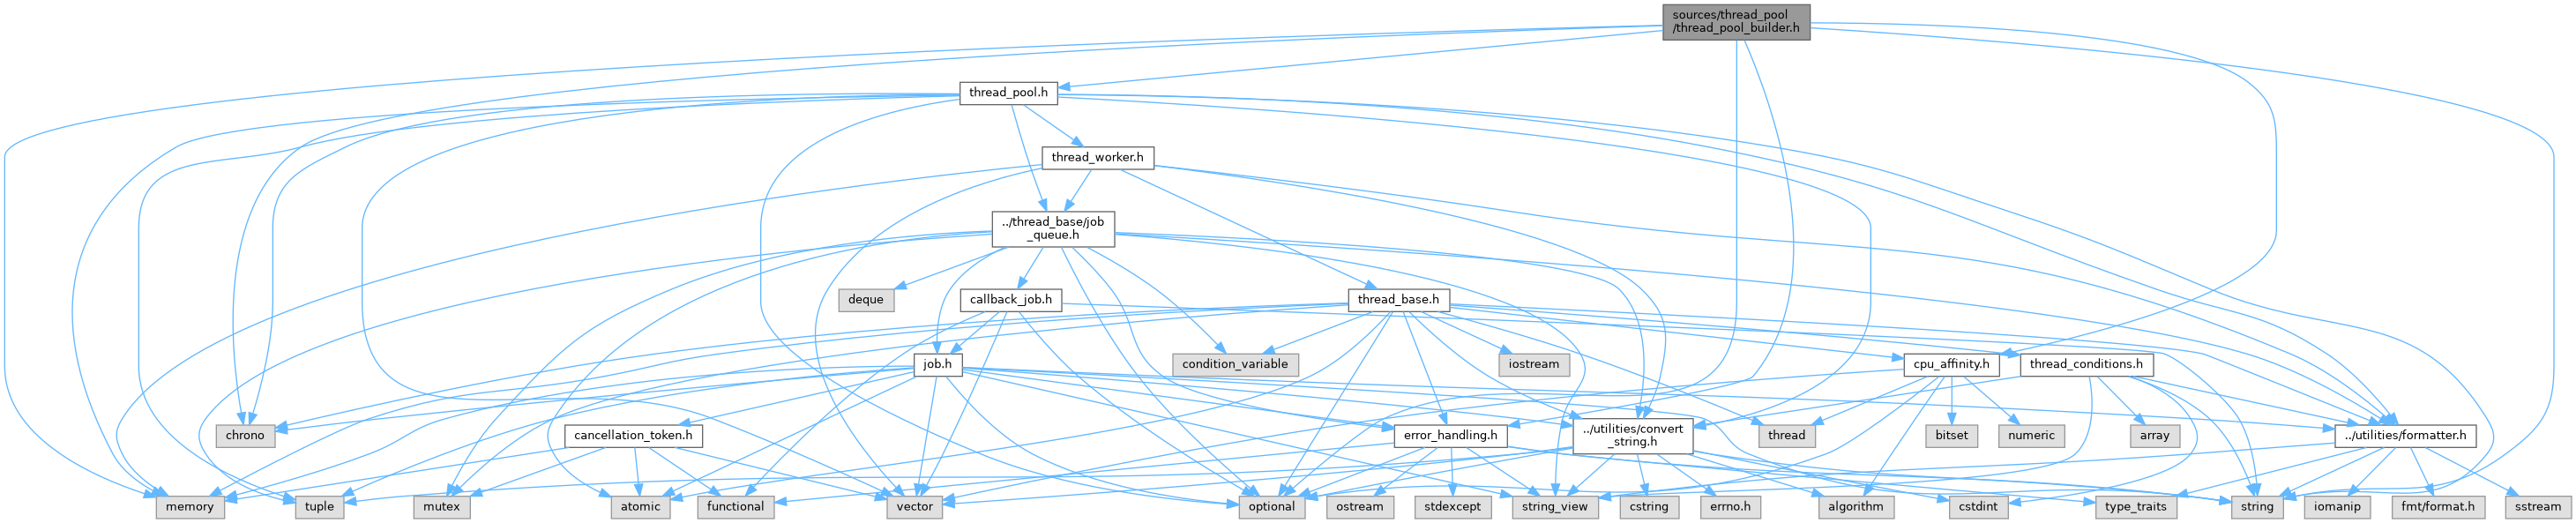 sources/thread_pool
/thread_pool_builder.h
thread_pool.h
thread_worker.h
../thread_base/job
_queue.h
deque
callback_job.h
thread_base.h
condition_variable
job.h
iostream
cpu_affinity.h
thread_conditions.h
chrono
cancellation_token.h
error_handling.h
../utilities/convert
_string.h
thread
bitset
numeric
array
../utilities/formatter.h
memory
tuple
mutex
atomic
functional
vector
optional
ostream
stdexcept
string_view
cstring
errno.h
algorithm
cstdint
type_traits
string
iomanip
fmt/format.h
sstream